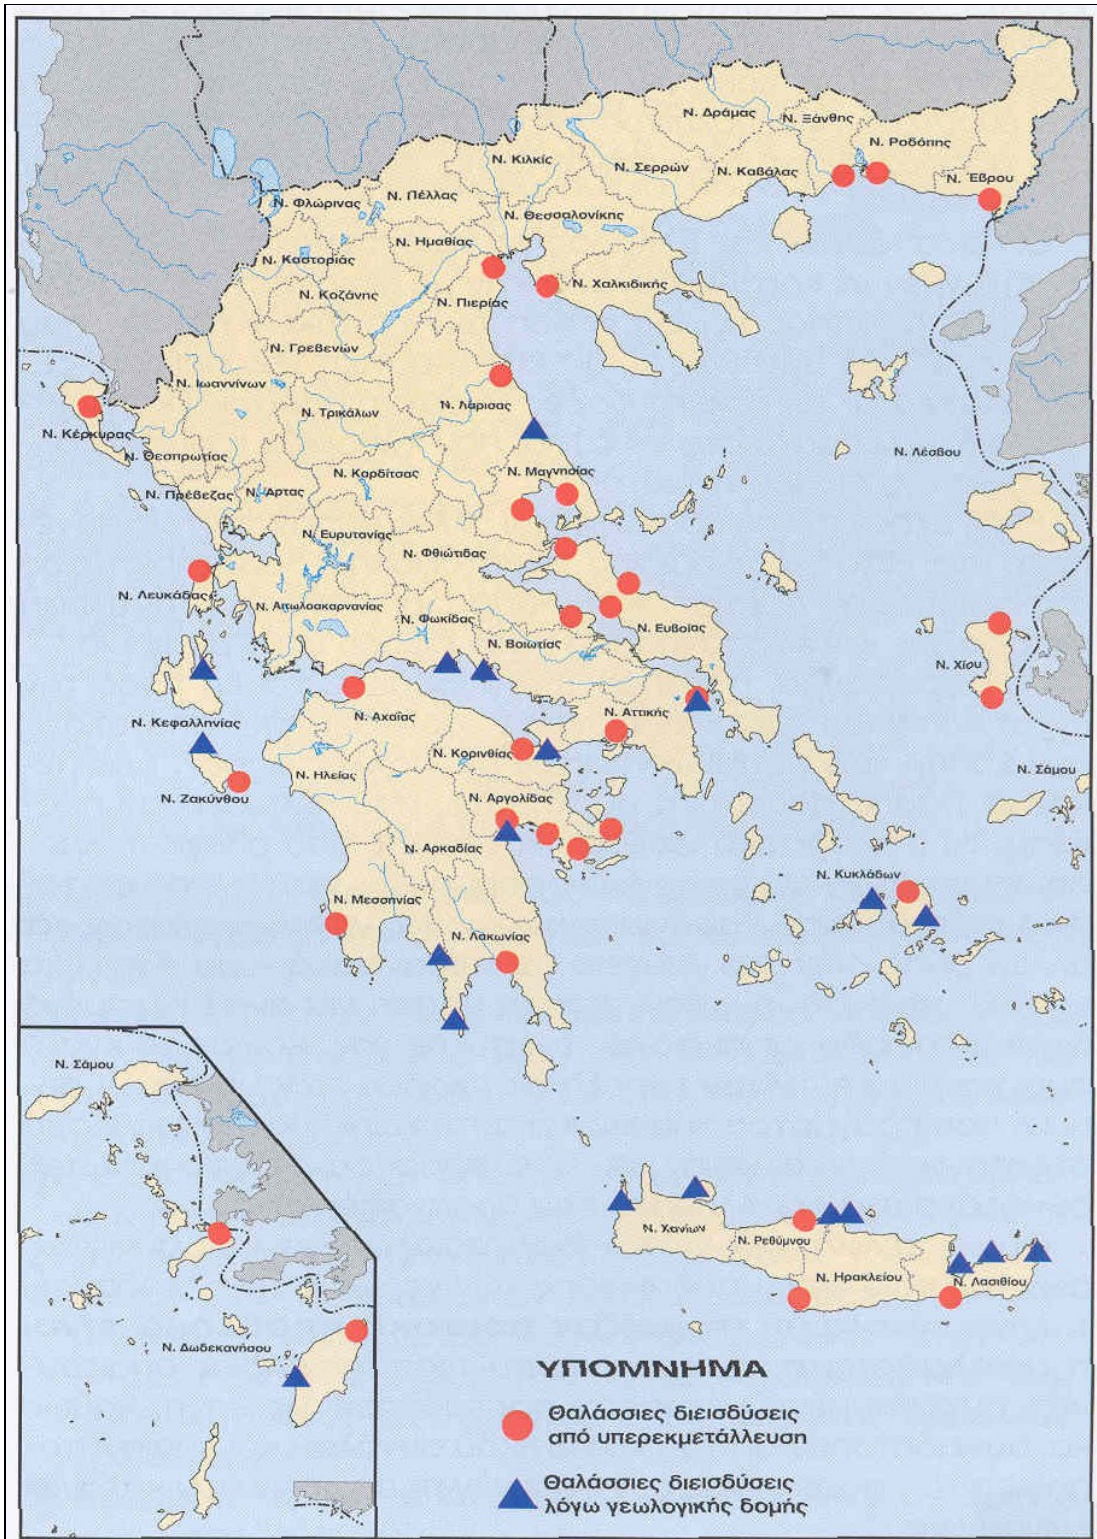 Ν. Δράμας
Ν. Ξάνθης
Ν. Ροδόπης
Ν. Κιλκίς
Ν. Σερρών
Ν. Καβάλας
Ν. Έβρου
Ν. Πέλλας
Ν. Φλώρινας
Ν. Θεσσαλονίκης
Ν. Ημαθίας
Ν. Καστοριάς
Ν. Χαλκιδικής
Ν. Κοζάνης
Ν. Πιερίας
Ν. Γρεβενών
Ν. Ιωαννίνων
Ν. Λάρισας
Ν. Τρικάλων
Ν. Κέρκυρας
Ν. Θεσπρωτίας
Ν. Λέσβου
Ν. Καρδίτσας
Ν. Μαγνησίας
Ν. Πρέβεζας
Ν. Άρτας
Ν. Ευρυτανίας
Ν. Φθιώτιδας
Ν. Λευκάδας
Ν. Αιτωλοακαρνανίας
Ν. Φωκίδας
Ν. Ευβοίας
Ν. Βοιωτίας
Ν. Χίου
Ν. Αττικής
Ν. Αχαΐας
Ν. Κεφαλληνίας
Ν. Κορινθίας
Ν. Ηλείας
Ν. Σάμου
Ν. Ζακύνθου
Ν. Αργολίδας
Ν. Αρκαδίας
Ν. Κυκλάδων
Ν. Μεσσηνίας
Ν. Λακωνίας
Ν. Σάμου
Ν. Χανίων
Ν. Ρεθύμνου
Ν. Ηρακλείου
Ν. Λασιθίου
Ν. Δωδεκανήσου
ΥΠΟΜΝΗΜΑ
Θαλάσσιες διεισδύσεις
από υπερεκμετάλλευση
Θαλάσσιες διεισδύσεις
λόγω γεωλογικής δομής